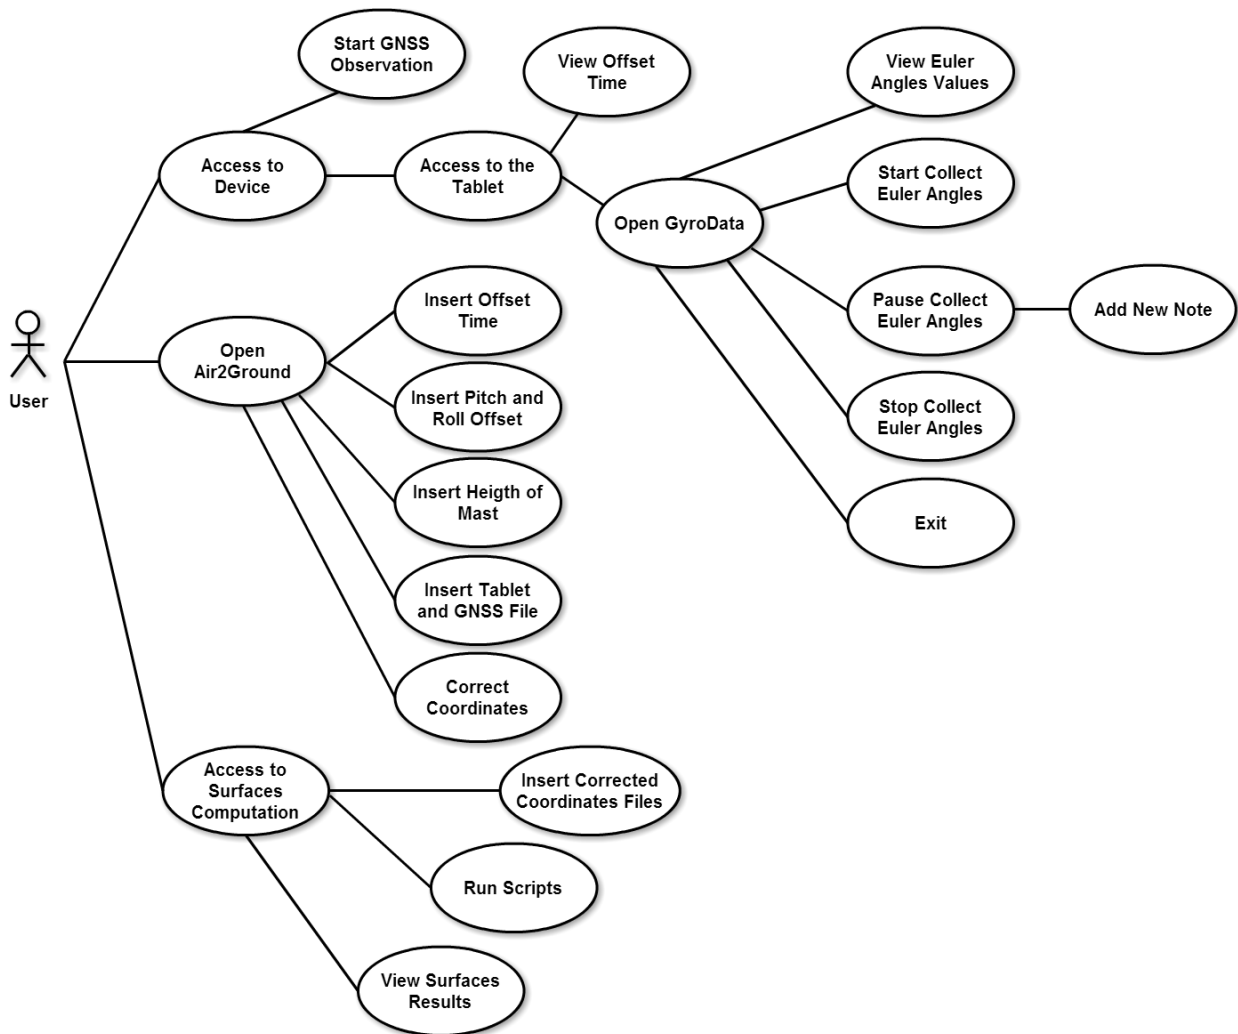 Start GNSS
Observation
View Offset
Time
View Euler
Angles Values
Access to
Device
Access to the
Tablet
Start Collect
Euler Angles
Open GyroData
Insert Offset
Time
Pause Collect
Euler Angles
Add New Note
Open
Air2Ground
User
Insert Pitch and
Roll Offset
Stop Collect
Euler Angles
Insert Heigth of
Mast
Exit
Insert Tablet
and GNSS File
Correct
Coordinates
Access to
Surfaces
Computation
Insert Corrected
Coordinates Files
Run Scripts
View Surfaces
Results